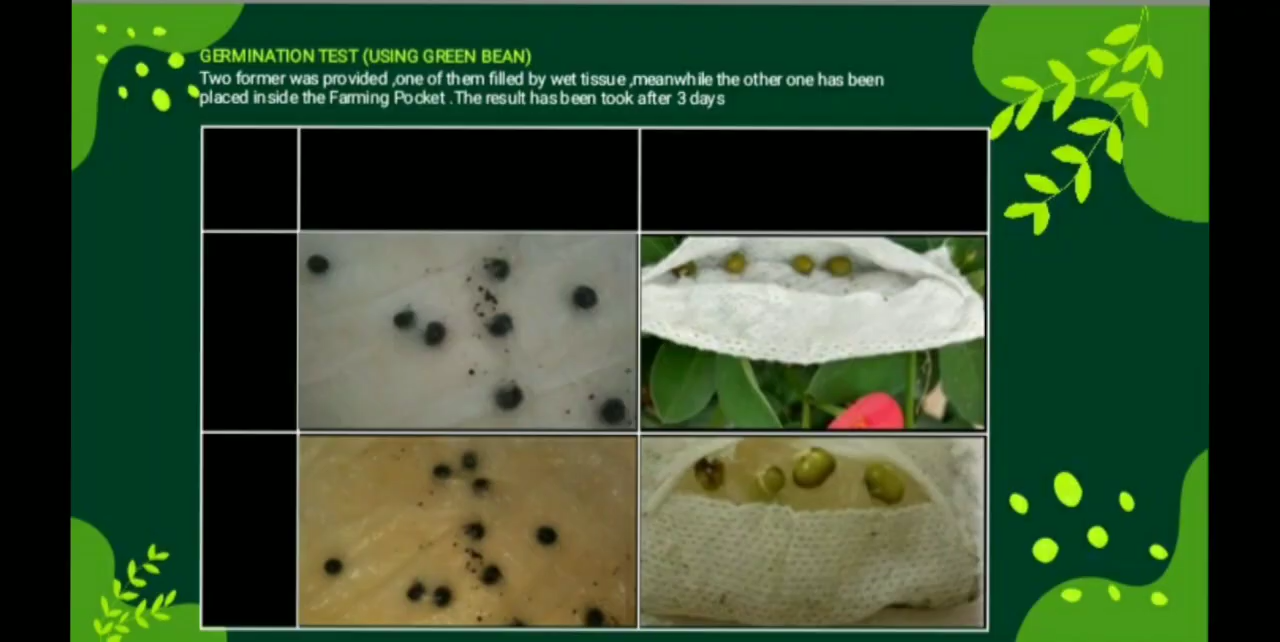 GERMINATION TEST (USING GREEN BEAN)
Two former was provided ,one of them filled by wet tissue ,meanwhile the other one has been
placed inside the Farming Pocket .The result has been took after 3 days